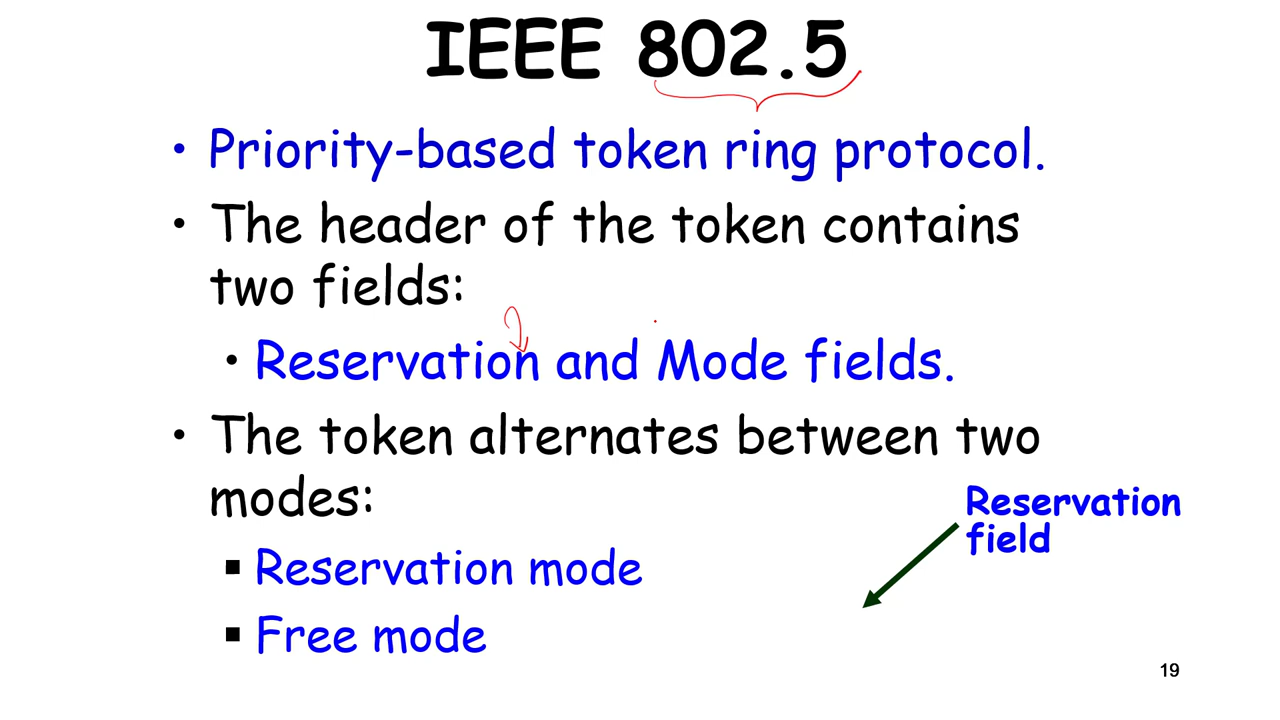 IEEE 802.5
• Priority-based token ring protocol.
• The header of the token contains
two fields:
• Reservation and Mode fields.
• The token alternates between two
modes:
Reservation
field
▪ Reservation mode
▪ Free mode
19